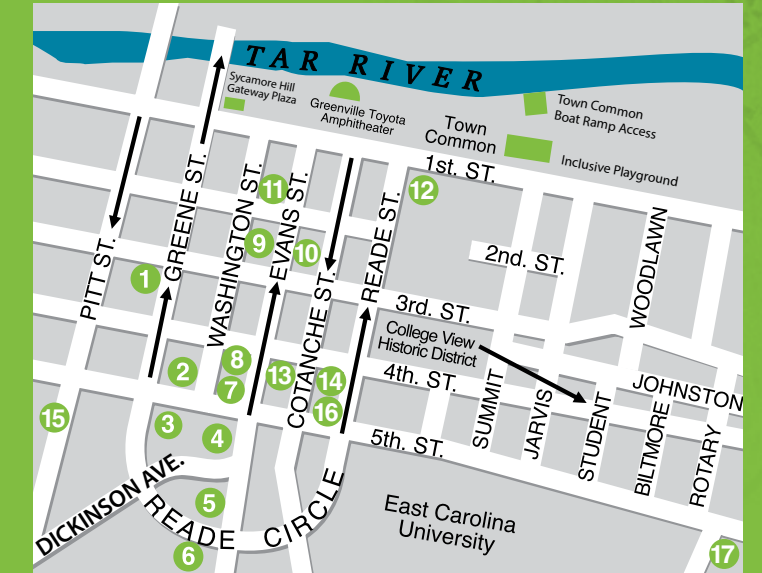 TAR RIVER
Sycamore Hill
Gateway Plaza
Greenville Toyota
Amphitheater
Town
Common
Town Common
Boat Ramp Access
Inclusive Playground
1st. ST.
2nd. ST.
3rd. ST.
4th. ST.
5th. ST.
PITT ST.
GREENE ST.
WASHINGTON ST.
EVANS ST.
COTANCHE ST.
READE ST.
WOODLAWN
College View
Historic District
SUMMIT
JARVIS
STUDENT
BILTMORE
ROTARY
JOHNSTON
DICKINSON AVE.
READE CIRCLE
East Carolina
University
1
2
3
4
5
6
7
8
9
10
11
12
13
14
15
16
17